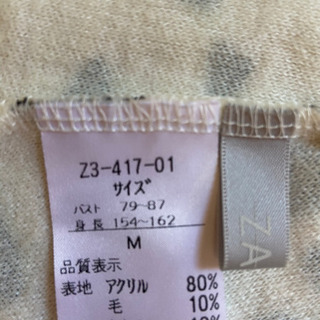 Z3-417-01
サイズ
バスト 79~87
身長 154~162
M
品質表示
表地 アクリル 80%
毛 10%
ZA